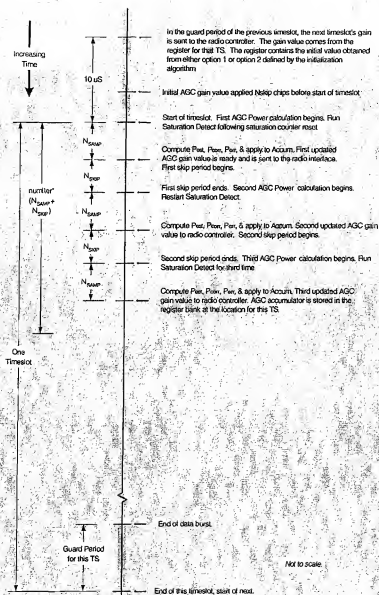 In the guard period of the previous timeslot, the next timeslot's gain
is sent to the radio controller. The gain value comes from the
register for that TS. The register contains the initial value obtained
from either option 1 or option 2 defined by the initialization
algorithm
Increasing
Time
10 uS
Initial AGC gain value applied Nskip chips before start of timeslot
Start of timeslot. First AGC Power calculation begins. Run
Saturation Detect following saturation counter reset
NSAMP
Compute Pest, Pcorr, Perr, & apply to Accum. First updated
AGC gain value is ready and is sent to the radio interface.
First skip period begins.
NSKIP
numIter*
(NSAMP +
NSKIP)
First skip period ends. Second AGC Power calculation begins.
Restart Saturation Detect.
NSAMP
Compute Pest, Pcorr, Perr, & apply to Accum. Second updated AGC gain
value to radio controller. Second skip period begins.
NSKIP
Second skip period ends. Third AGC Power calculation begins. Run
Saturation Detect for third time
NSAMP
Compute Pest, Pcorr, Perr, & apply to Accum. Third updated AGC
gain value to radio controller. AGC accumulator is stored in the
register bank at the location for this TS.
One
Timeslot
End of data burst.
Guard Period
for this TS
Not to scale.
End of this timeslot, start of next.